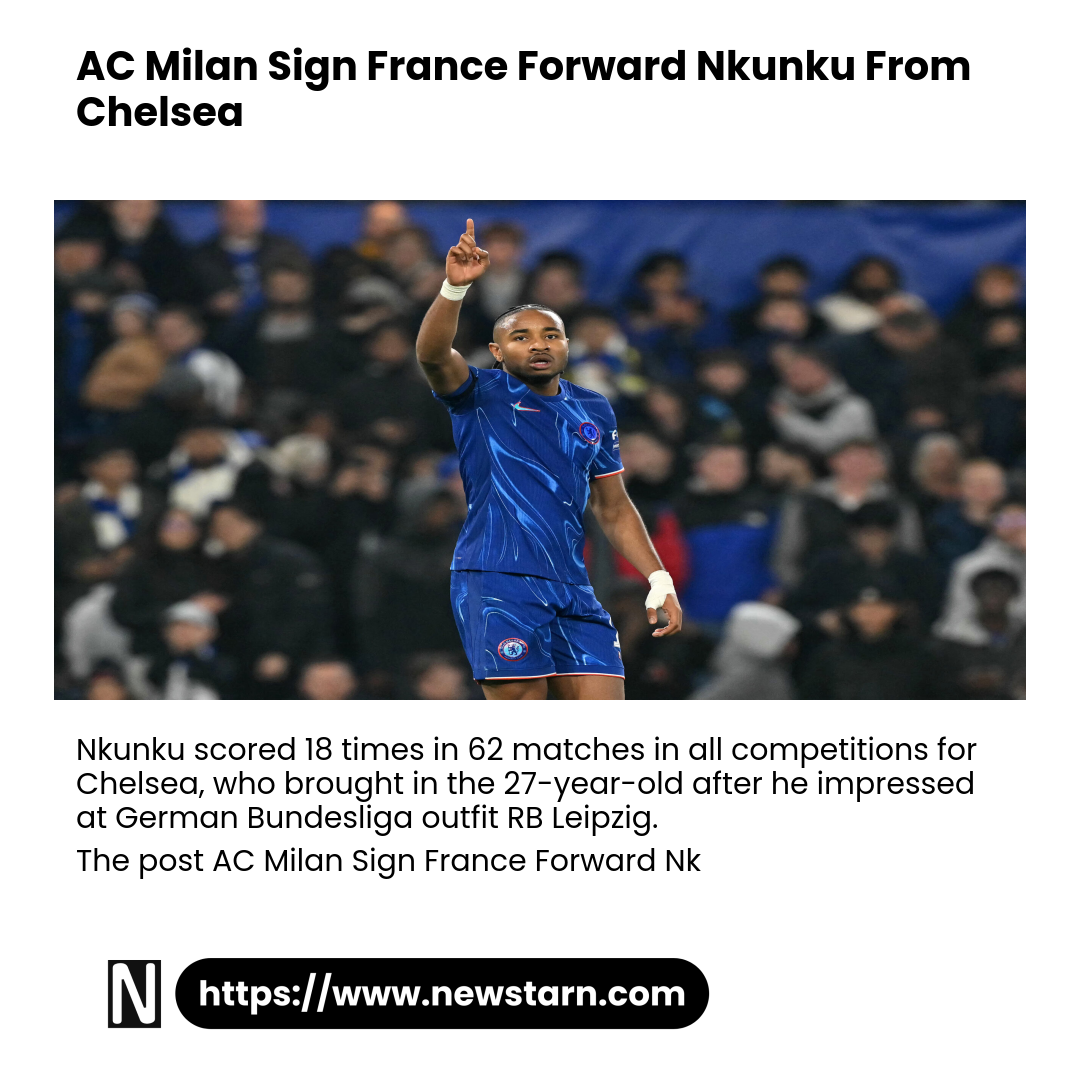 AC Milan Sign France Forward Nkunku From
Chelsea
Nkunku scored 18 times in 62 matches in all competitions for
Chelsea, who brought in the 27-year-old after he impressed
at German Bundesliga outfit RB Leipzig.
The post AC Milan Sign France Forward Nk
N
https://www.newstarn.com